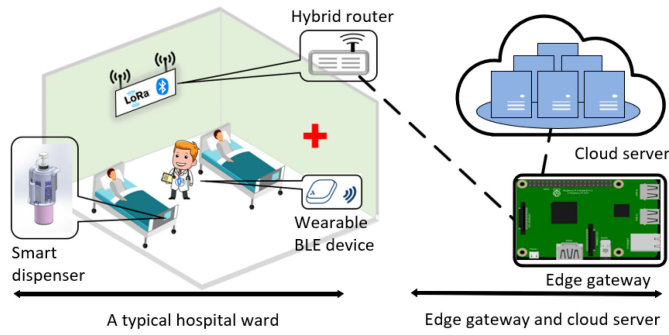 Hybrid router
LoRa
Smart
dispenser
Wearable
BLE device
Cloud server
Edge gateway
A typical hospital ward
Edge gateway and cloud server